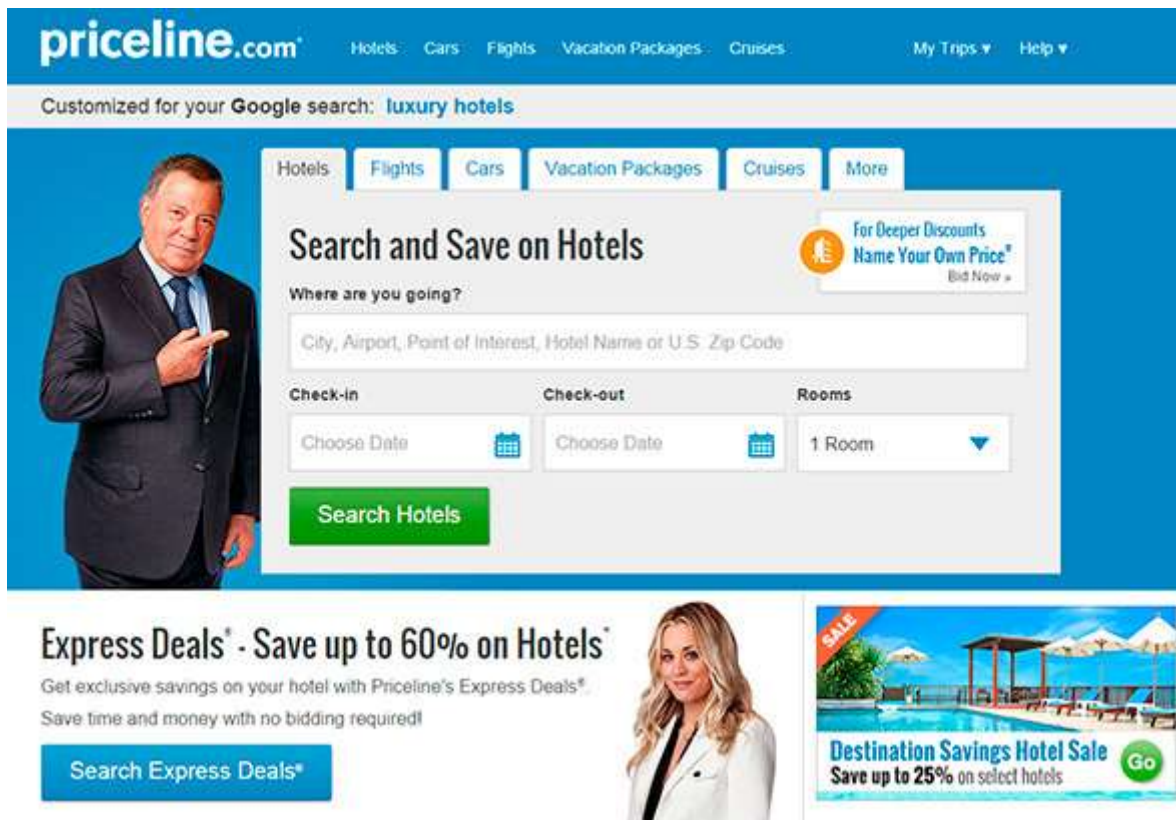 priceline.com®
Hotels Cars Flights Vacation Packages Cruises My Trips ▾ Help ▾
Customized for your Google search: luxury hotels
Hotels Flights Cars Vacation Packages Cruises More
Search and Save on Hotels
For Deeper Discounts
Name Your Own Price®
Bid Now »
Where are you going?
City, Airport, Point of Interest, Hotel Name or U.S. Zip Code
Check-in Check-out Rooms
Choose Date Choose Date 1 Room
Search Hotels
Express Deals® - Save up to 60% on Hotels*
Get exclusive savings on your hotel with Priceline's Express Deals®.
Save time and money with no bidding required!
Search Express Deals®
SALE
Destination Savings Hotel Sale
Save up to 25% on select hotels
Go